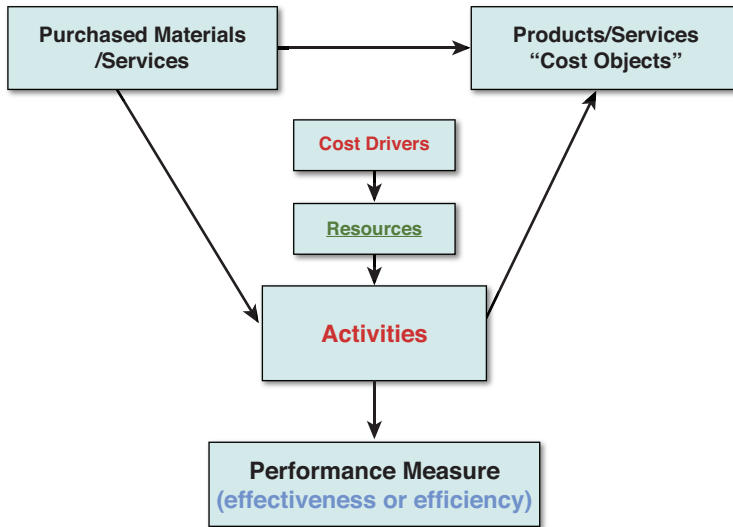 Purchased Materials
/Services
Products/Services
“Cost Objects”
Cost Drivers
Resources
Activities
Performance Measure
(effectiveness or efficiency)